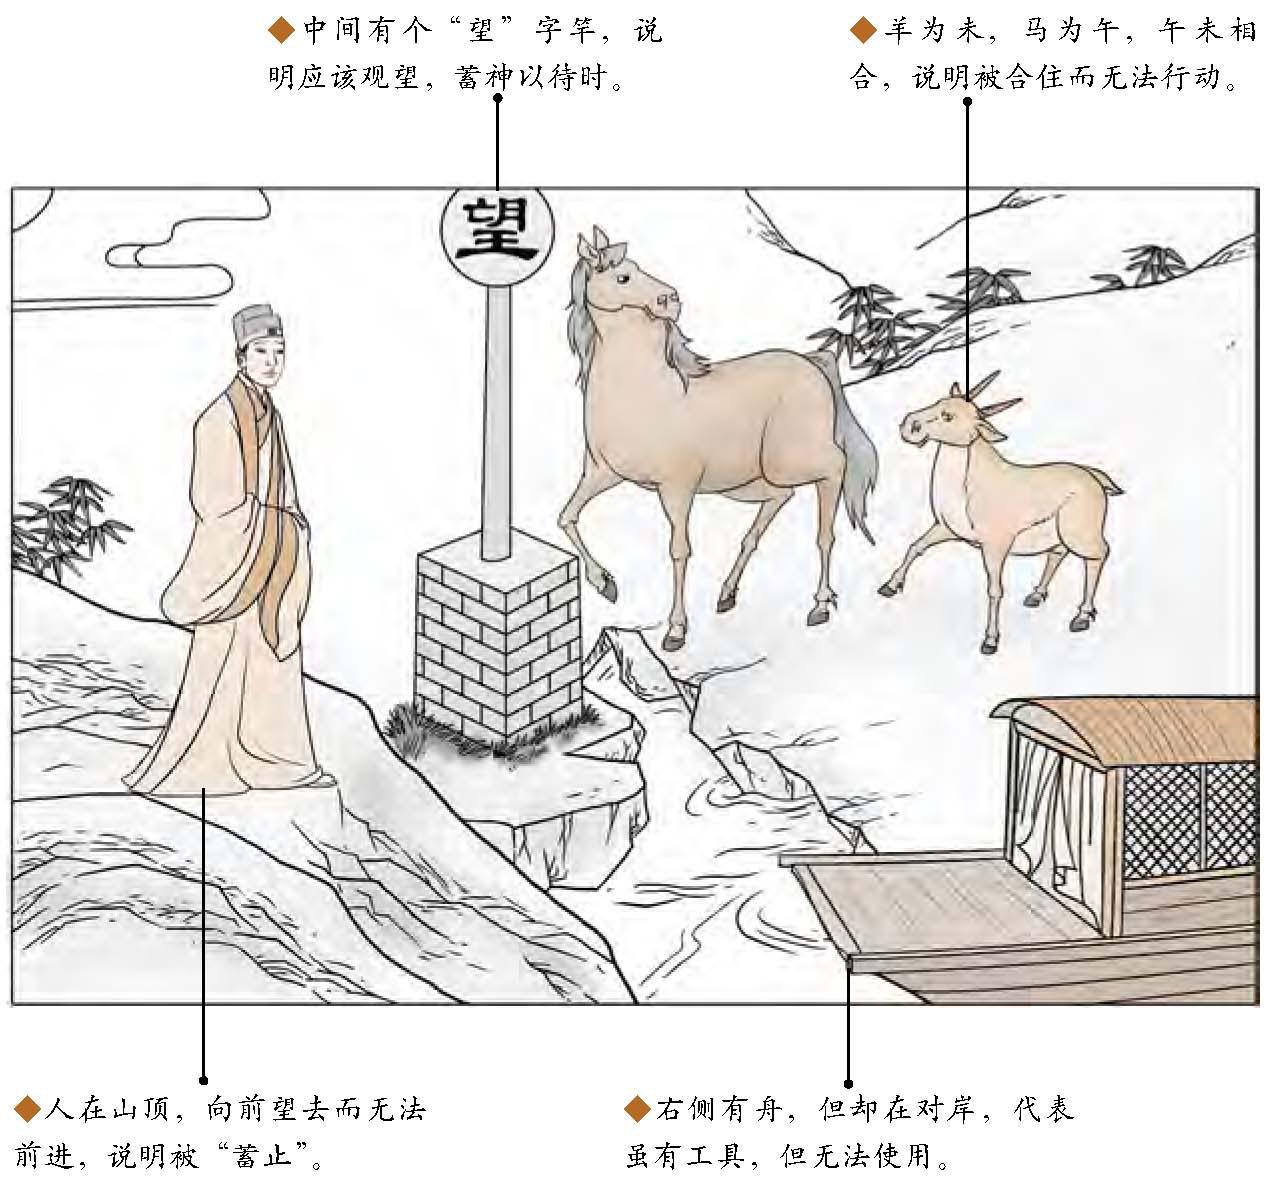 ◆中间有个“望”字竿，说
明应该观望，蓄神以待时。
◆羊为未，马为午，午未相
合，说明被合住而无法行动。
望
◆人在山顶，向前望去而无法
前进，说明被“蓄止”。
◆右侧有舟，但却在对岸，代表
虽有工具，但无法使用。